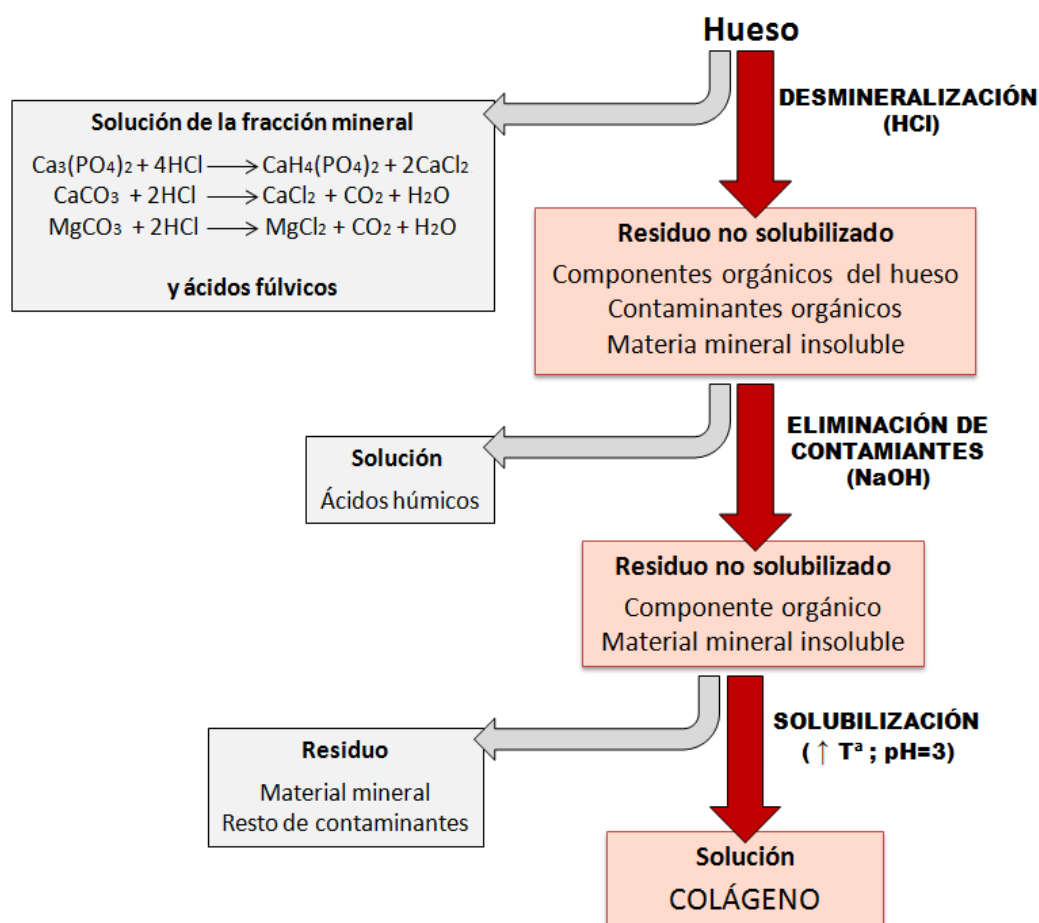 Hueso
DESMINERALIZACIÓN
(HCl)
Solución de la fracción mineral
Ca₃(PO₄)₂ + 4HCl ⟶ CaH₄(PO₄)₂ + 2CaCl₂
CaCO₃ + 2HCl ⟶ CaCl₂ + CO₂ + H₂O
MgCO₃ + 2HCl ⟶ MgCl₂ + CO₂ + H₂O
y ácidos fúlvicos
Residuo no solubilizado
Componentes orgánicos del hueso
Contaminantes orgánicos
Materia mineral insoluble
ELIMINACIÓN DE
CONTAMIANTES
(NaOH)
Solución
Ácidos húmicos
Residuo no solubilizado
Componente orgánico
Material mineral insoluble
SOLUBILIZACIÓN
( ↑ Tª ; pH=3)
Residuo
Material mineral
Resto de contaminantes
Solución
COLÁGENO